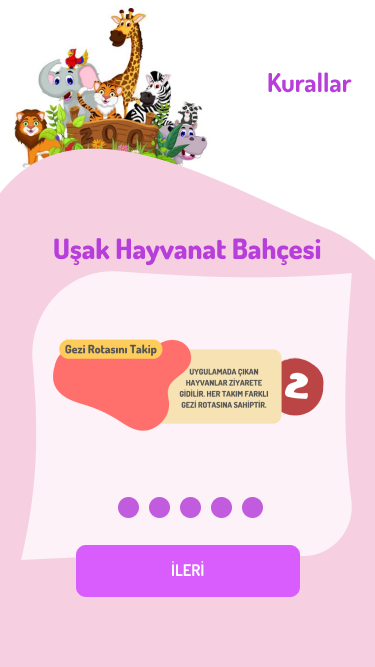 Kurallar
Uşak Hayvanat Bahçesi
Gezi Rotasını Takip
UYGULAMADA ÇIKAN
HAYVANLAR ZİYARETE
GİDİLİR. HER TAKIM FARKLI
GEZİ ROTASINA SAHİPTİR.
2
İLERİ